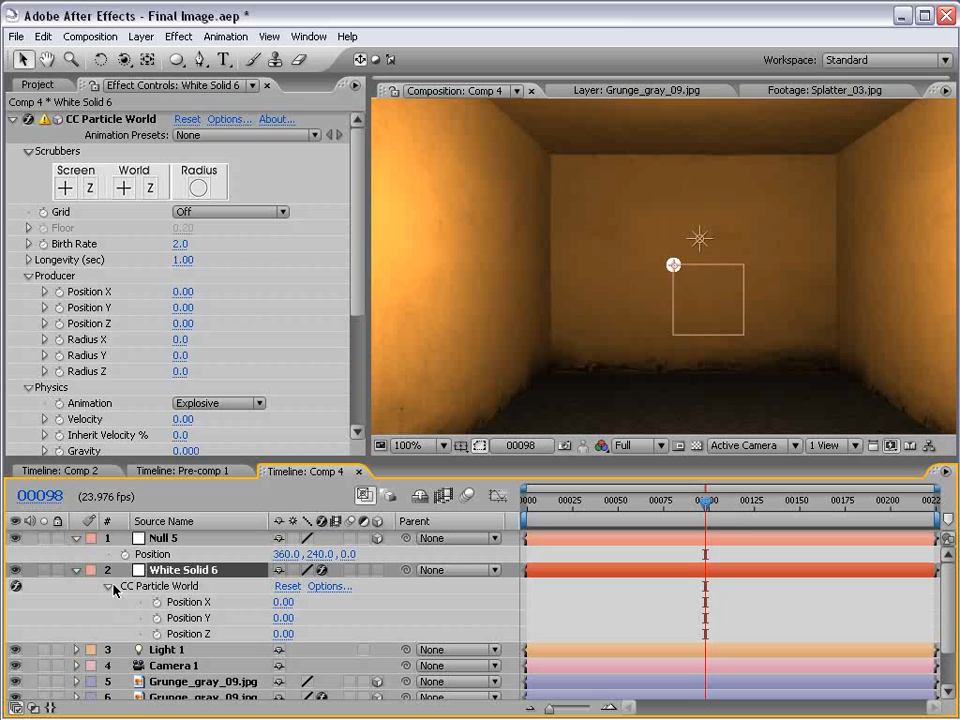 Adobe After Effects - Final Image.aep *
File Edit Composition Layer Effect Animation View Window Help
Workspace: Standard
Project Effect Controls: White Solid 6
Comp 4 * White Solid 6
CC Particle World Reset Options... About...
Animation Presets: None
Scrubbers
Screen World Radius
Z Z
Grid Off
Floor 0.20
Birth Rate 2.0
Longevity (sec) 1.00
Producer
Position X 0.00
Position Y 0.00
Position Z 0.00
Radius X 0.0
Radius Y 0.0
Radius Z 0.0
Physics
Animation Explosive
Velocity 0.00
Inherit Velocity % 0.0
Gravity 0.000
Composition: Comp 4 Layer: Grunge_gray_09.jpg Footage: Splatter_03.jpg
100% 00098 Full Active Camera 1 View
Timeline: Comp 2 Timeline: Pre-comp 1 Timeline: Comp 4
00098 (23.976 fps)
0000 00025 00050 00075 00125 00150 00175 00200
# Source Name Parent
1 Null 5 None
Position 360.0, 240.0, 0.0
2 White Solid 6 None
CC Particle World Reset Options...
Position X 0.00
Position Y 0.00
Position Z 0.00
3 Light 1 None
4 Camera 1 None
5 Grunge_gray_09.jpg None
6 Grunge_gray_09.jpg None